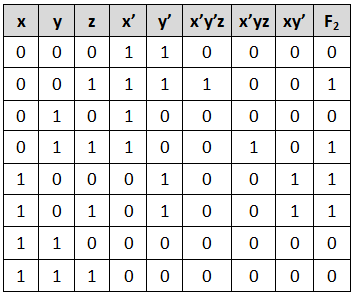 x y z x’ y’ x’y’z x’yz xy’ F₂
0 0 0 1 1 0 0 0 0
0 0 1 1 1 1 0 0 1
0 1 0 1 0 0 0 0 0
0 1 1 1 0 0 1 0 1
1 0 0 0 1 0 0 1 1
1 0 1 0 1 0 0 1 1
1 1 0 0 0 0 0 0 0
1 1 1 0 0 0 0 0 0